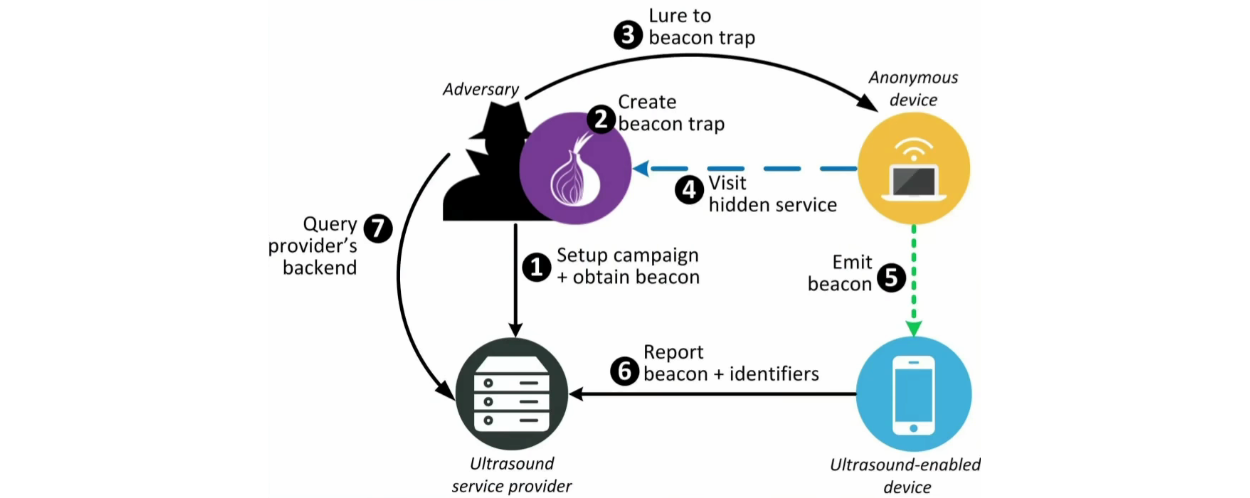 3 Lure to
beacon trap
Adversary
Anonymous
device
2 Create
beacon trap
4 Visit
hidden service
Query 7
provider's
backend
1 Setup campaign
+ obtain beacon
Emit 5
beacon
6 Report
beacon + identifiers
Ultrasound
service provider
Ultrasound-enabled
device